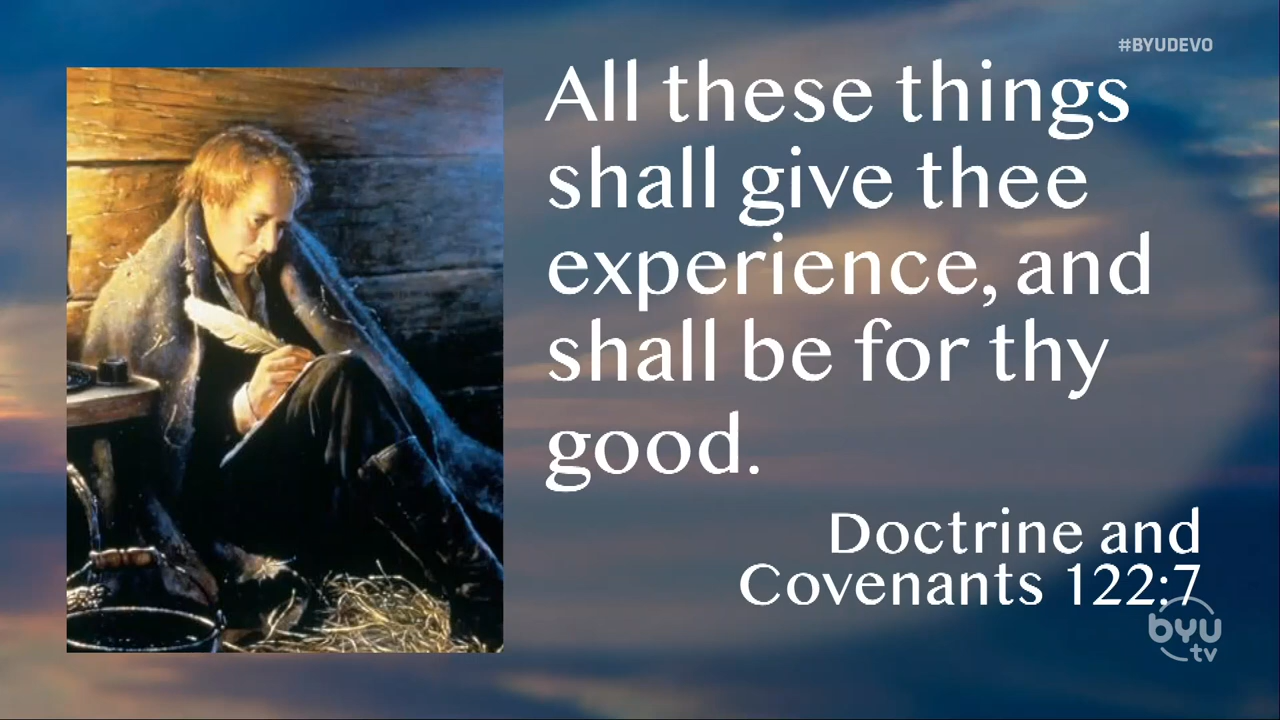 #BYUDEVO
All these things
shall give thee
experience, and
shall be for thy
good.
Doctrine and
Covenants 122:7
byu
tv